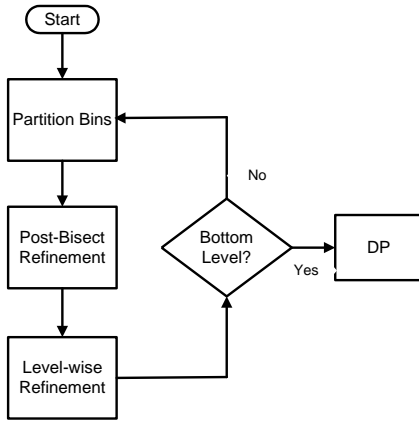 Start
Partition Bins
Post-Bisect
Refinement
Level-wise
Refinement
Bottom
Level?
No
Yes
DP